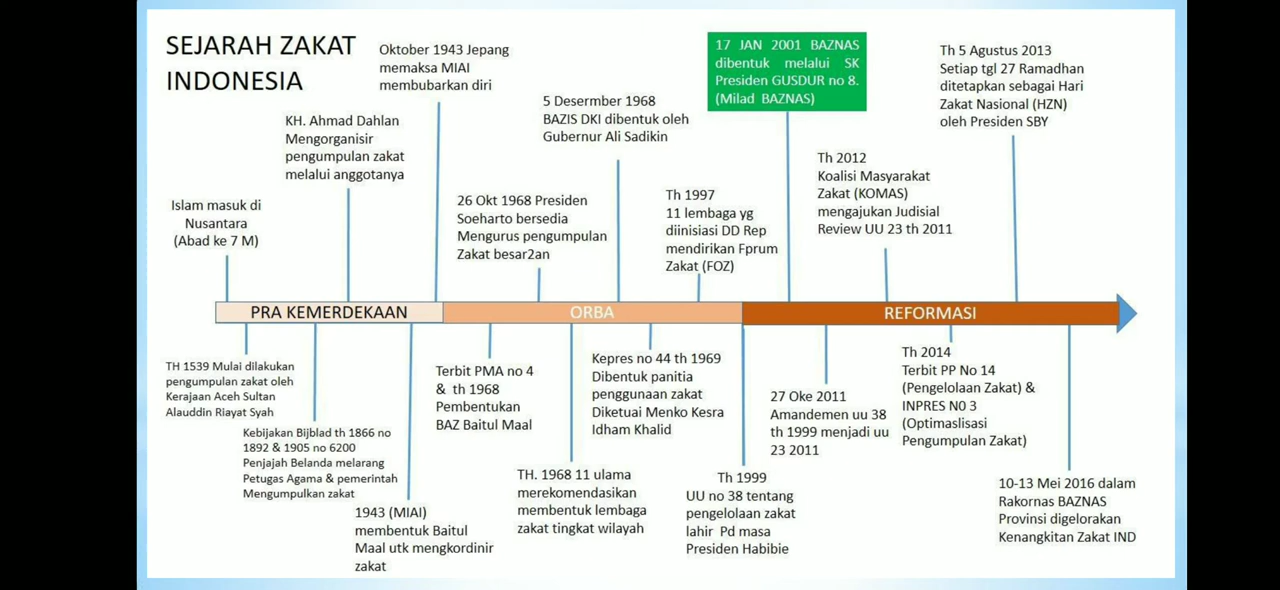 SEJARAH ZAKAT
INDONESIA
Islam masuk di
Nusantara
(Abad ke 7 M)
KH. Ahmad Dahlan
Mengorganisir
pengumpulan zakat
melalui anggotanya
Oktober 1943 Jepang
memaksa MIAI
membubarkan diri
26 Okt 1968 Presiden
Soeharto bersedia
Mengurus pengumpulan
Zakat besar2an
5 Desermber 1968
BAZIS DKI dibentuk oleh
Gubernur Ali Sadikin
Th 1997
11 lembaga yg
diinisiasi DD Rep
mendirikan Fprum
Zakat (FOZ)
17 JAN 2001 BAZNAS
dibentuk melalui SK
Presiden GUSDUR no 8.
(Milad BAZNAS)
Th 2012
Koalisi Masyarakat
Zakat (KOMAS)
mengajukan Judisial
Review UU 23 th 2011
Th 5 Agustus 2013
Setiap tgl 27 Ramadhan
ditetapkan sebagai Hari
Zakat Nasional (HZN)
oleh Presiden SBY
PRA KEMERDEKAAN
ORBA
REFORMASI
TH 1539 Mulai dilakukan
pengumpulan zakat oleh
Kerajaan Aceh Sultan
Alauddin Riayat Syah
Kebijakan Bijblad th 1866 no
1892 & 1905 no 6200
Penjajah Belanda melarang
Petugas Agama & pemerintah
Mengumpulkan zakat
1943 (MIAI)
membentuk Baitul
Maal utk mengkordinir
zakat
Terbit PMA no 4
& th 1968
Pembentukan
BAZ Baitul Maal
TH. 1968 11 ulama
merekomendasikan
membentuk lembaga
zakat tingkat wilayah
Kepres no 44 th 1969
Dibentuk panitia
penggunaan zakat
Diketuai Menko Kesra
Idham Khalid
Th 1999
UU no 38 tentang
pengelolaan zakat
lahir Pd masa
Presiden Habibie
27 Oke 2011
Amandemen uu 38
th 1999 menjadi uu
23 2011
Th 2014
Terbit PP No 14
(Pengelolaan Zakat) &
INPRES N0 3
(Optimaslisasi
Pengumpulan Zakat)
10-13 Mei 2016 dalam
Rakornas BAZNAS
Provinsi digelorakan
Kenangkitan Zakat IND